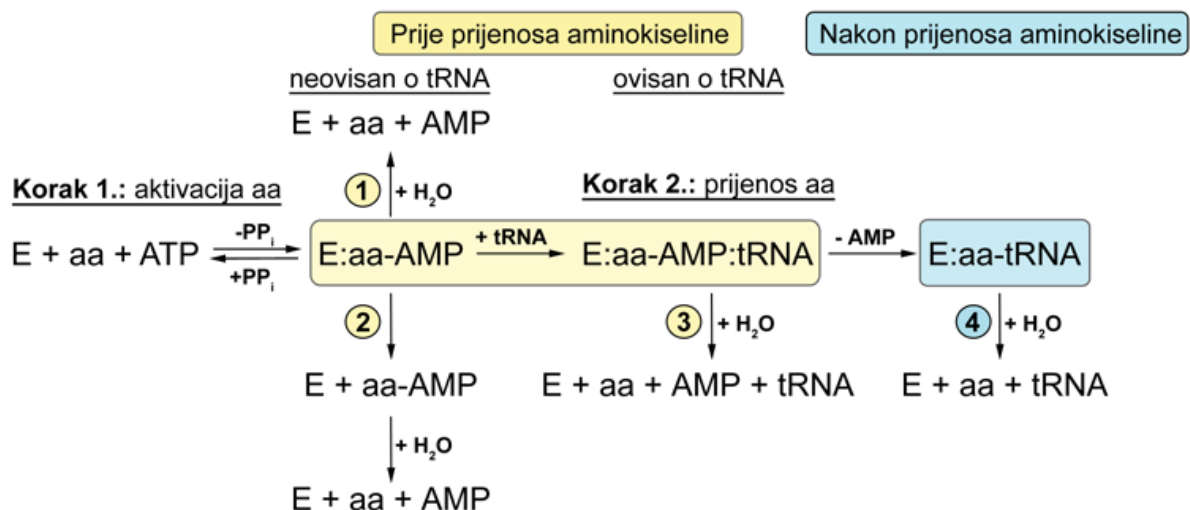 Prije prijenosa aminokiseline
Nakon prijenosa aminokiseline
neovisan o tRNA
ovisan o tRNA
E + aa + AMP
Korak 1.: aktivacija aa
1
+ H₂O
Korak 2.: prijenos aa
E + aa + ATP
-PPᵢ
+PPᵢ
E:aa-AMP
+ tRNA
E:aa-AMP:tRNA
- AMP
E:aa-tRNA
2
3
+ H₂O
4
+ H₂O
E + aa-AMP
E + aa + AMP + tRNA
E + aa + tRNA
+ H₂O
E + aa + AMP